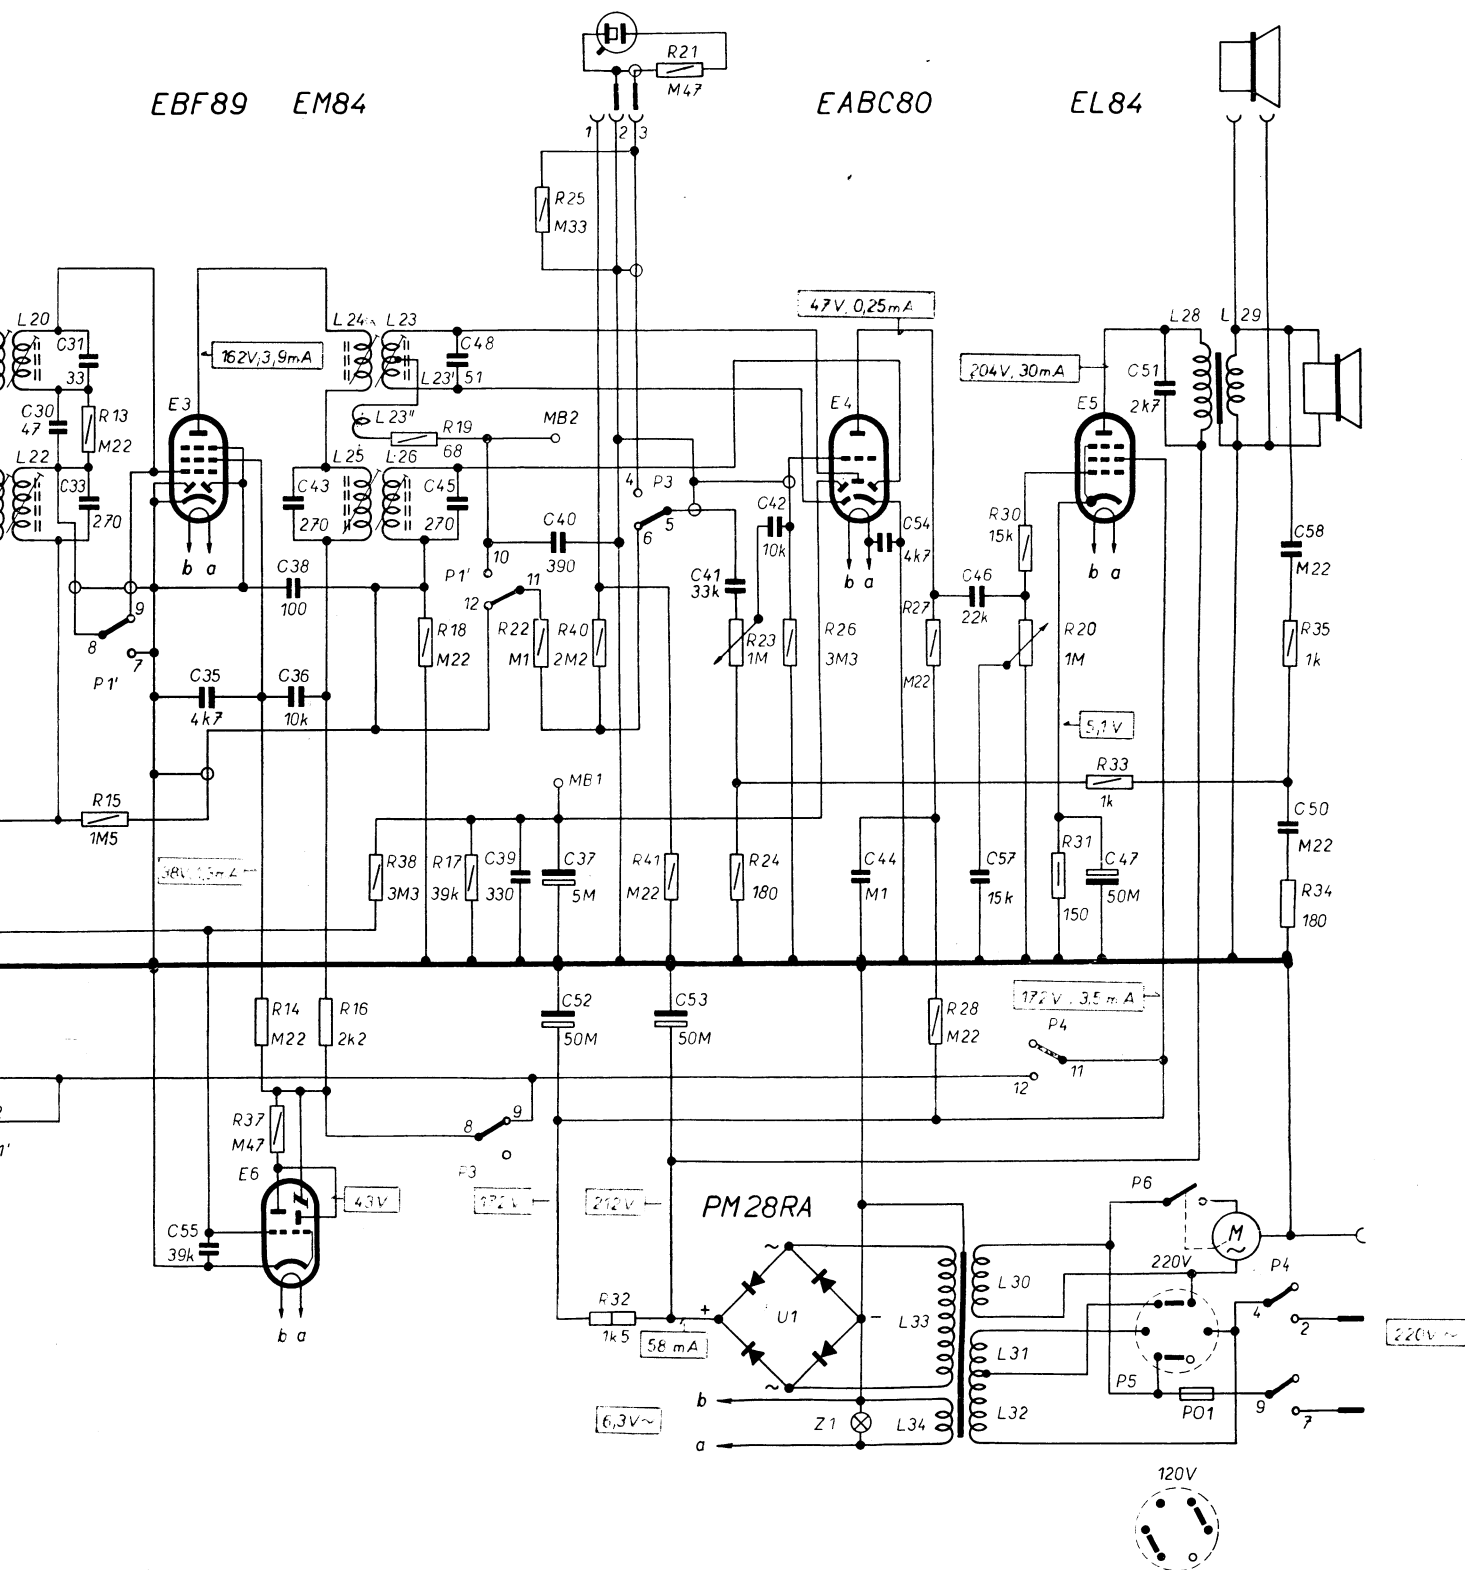 EBF89 EM84 EABC80 EL84
R21
M47
1 2 3
R25
M33
47V, 0,25mA
L20 L24 L23 L28 L29
C31
33
162V, 3,9mA
C48
51
L23'
204V, 30mA
C51
2k7
C30
47
R13
M22
E3
L23''
R19
68
MB2
E4
E5
L22
C33
270
L25
C43
270
L26
C45
270
4 P3
5
6
C42
10k
C54
4k7
R30
15k
C58
M22
b a
C38
100
10
C40
390
P1'
11
12
C41
33k
b a
C46
22k
b a
9
8
7
P1'
R18
M22
R22
M1
R40
2M2
R23
1M
R26
3M3
R27
M22
R20
1M
R35
1k
C35
4k7
C36
10k
5,1V
MB1
R33
1k
R15
1M5
C50
M22
R38
3M3
R17
39k
C39
330
C37
5M
R41
M22
R24
180
C44
M1
C57
15k
R31
150
C47
50M
R34
180
172V, 3,5mA
R14
M22
R16
2k2
C52
50M
C53
50M
R28
M22
P4
11
12
R37
M47
8 9
P3
E6
43V
172V
212V
PM28RA
C55
39k
b a
P6
M
~
220V
P4
R32
1k5
+
58 mA
~
U1
-
~
L33
L30
L31
L32
4
2
220V~
P5
PO1
9
7
6,3V~
b
a
Z1
L34
120V